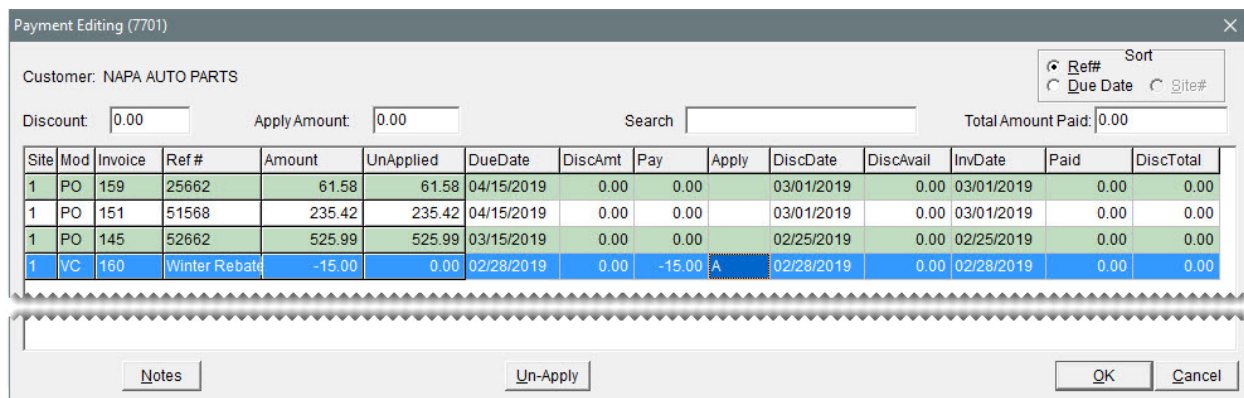 Payment Editing (7701)
Customer: NAPA AUTO PARTS
Sort
Ref#
Due Date Site#
Discount: 0.00 Apply Amount: 0.00 Search Total Amount Paid: 0.00
Site Mod Invoice Ref # Amount UnApplied DueDate DiscAmt Pay Apply DiscDate DiscAvail InvDate Paid DiscTotal
1 PO 159 25662 61.58 61.58 04/15/2019 0.00 0.00 03/01/2019 0.00 03/01/2019 0.00 0.00
1 PO 151 51568 235.42 235.42 04/15/2019 0.00 0.00 03/01/2019 0.00 03/01/2019 0.00 0.00
1 PO 145 52662 525.99 525.99 03/15/2019 0.00 0.00 02/25/2019 0.00 02/25/2019 0.00 0.00
1 VC 160 Winter Rebate -15.00 0.00 02/28/2019 0.00 -15.00 A 02/28/2019 0.00 02/28/2019 0.00 0.00
Notes Un-Apply OK Cancel